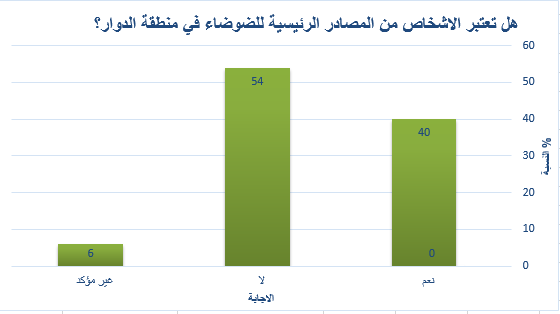 هل تعتبر الاشخاص من المصادر الرئيسية للضوضاء في منطقة الدوار؟
60
50
40
30
20
10
0
النسبة %
40
0
54
6
نعم
لا
غير مؤكد
الاجابة